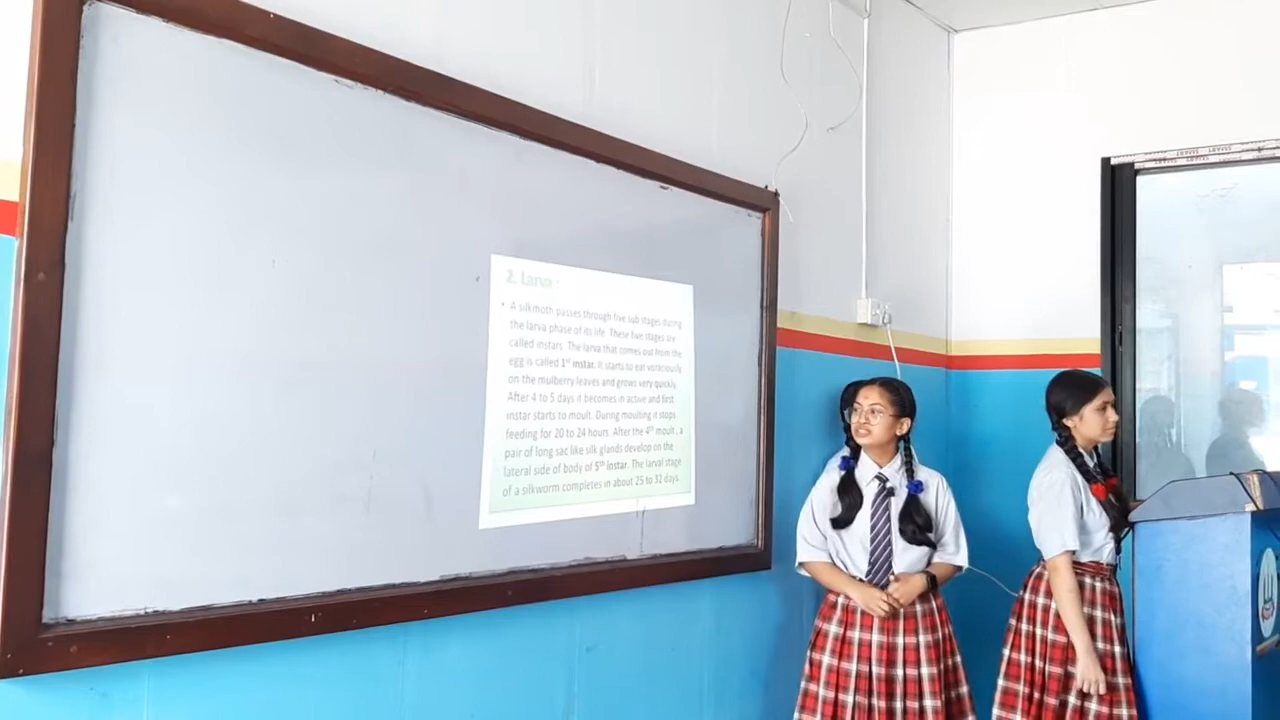 2. Larva :
• A silkmoth passes through five sub stages during
the larva phase of its life. These five stages are
called instars. The larva that comes out from the
egg is called 1st instar. It starts to eat voraciously
on the mulberry leaves and grows very quickly.
After 4 to 5 days it becomes in active and first
instar starts to moult. During moulting it stops
feeding for 20 to 24 hours. After the 4th moult , a
pair of long sac like silk glands develop on the
lateral side of body of 5th instar. The larval stage
of a silkworm completes in about 25 to 32 days.
SMART SMART SMART